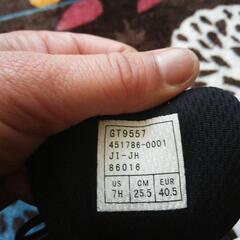 GT9557
451786-0001
JI-JH
86016
US CM EUR
7H 25.5 40.5